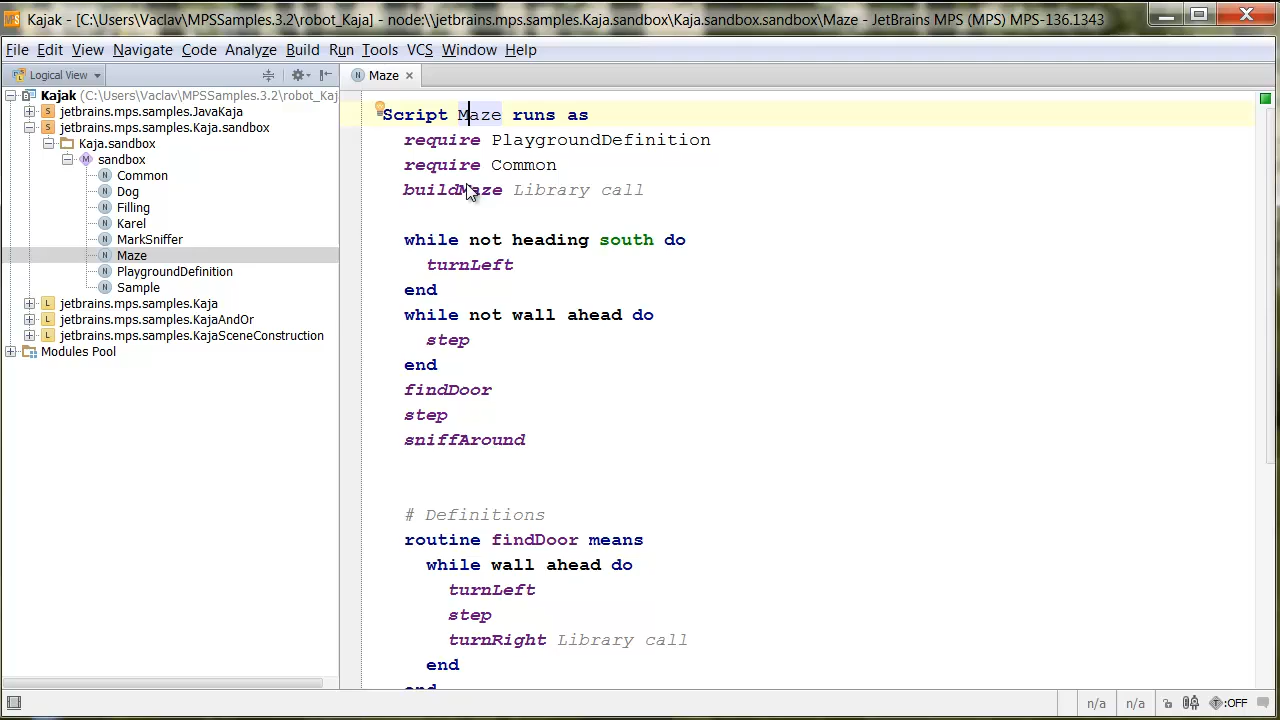 Kajak - [C:\Users\Vaclav\MPSSamples.3.2\robot_Kaja] - node:\\jetbrains.mps.samples.Kaja.sandbox\Kaja.sandbox.sandbox\Maze - JetBrains MPS (MPS) MPS-136.1343
File Edit View Navigate Code Analyze Build Run Tools VCS Window Help
Logical View
Maze
Kajak (C:\Users\Vaclav\MPSSamples.3.2\robot_Kaj
jetbrains.mps.samples.JavaKaja
jetbrains.mps.samples.Kaja.sandbox
Kaja.sandbox
sandbox
Common
Dog
Filling
Karel
MarkSniffer
Maze
PlaygroundDefinition
Sample
jetbrains.mps.samples.Kaja
jetbrains.mps.samples.KajaAndOr
jetbrains.mps.samples.KajaSceneConstruction
Modules Pool
Script Maze runs as
require PlaygroundDefinition
require Common
buildMaze Library call
while not heading south do
turnLeft
end
while not wall ahead do
step
end
findDoor
step
sniffAround
# Definitions
routine findDoor means
while wall ahead do
turnLeft
step
turnRight Library call
end
end
n/a n/a :OFF